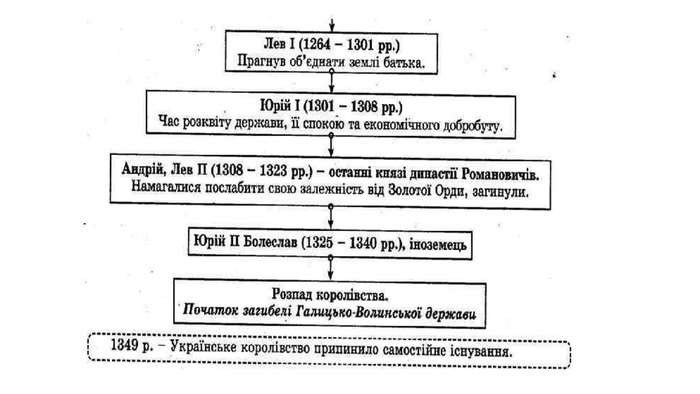 Лев І (1264 – 1301 рр.)
Прагнув об'єднати землі батька.
Юрій І (1301 – 1308 рр.)
Час розквіту держави, її спокою та економічного добробуту.
Андрій, Лев П (1308 – 1323 рр.) – останні князі династії Романовичів.
Намагалися послабити свою залежність від Золотої Орди, загинули.
Юрій П Болеслав (1325 – 1340 рр.), іноземець
Розпад королівства.
Початок загибелі Галицько-Волинської держави
1349 р. – Українське королівство припинило самостійне існування.